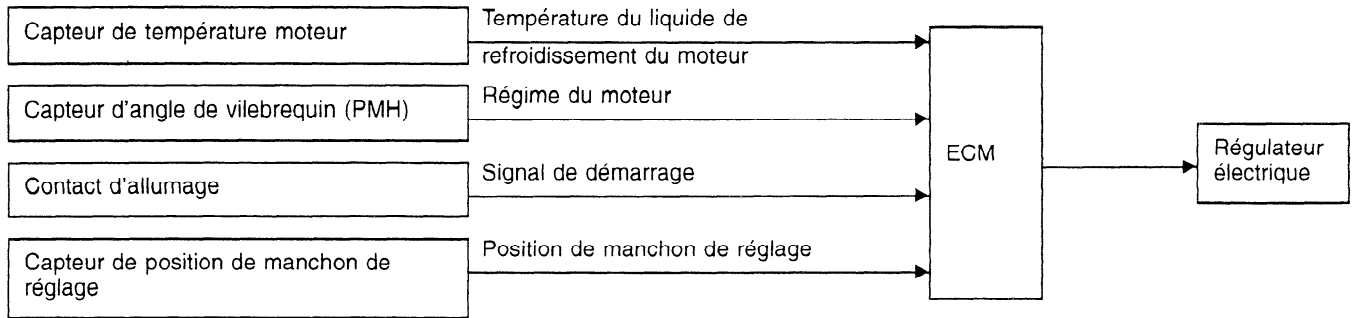 Capteur de température moteur
Température du liquide de
refroidissement du moteur
Capteur d'angle de vilebrequin (PMH)
Régime du moteur
Contact d'allumage
Signal de démarrage
Capteur de position de manchon de
réglage
Position de manchon de réglage
ECM
Régulateur
électrique